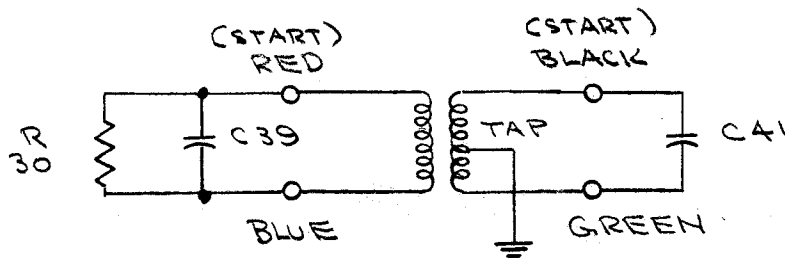 (START)
RED
(START)
BLACK
R
30
C39
TAP
C41
BLUE
GREEN